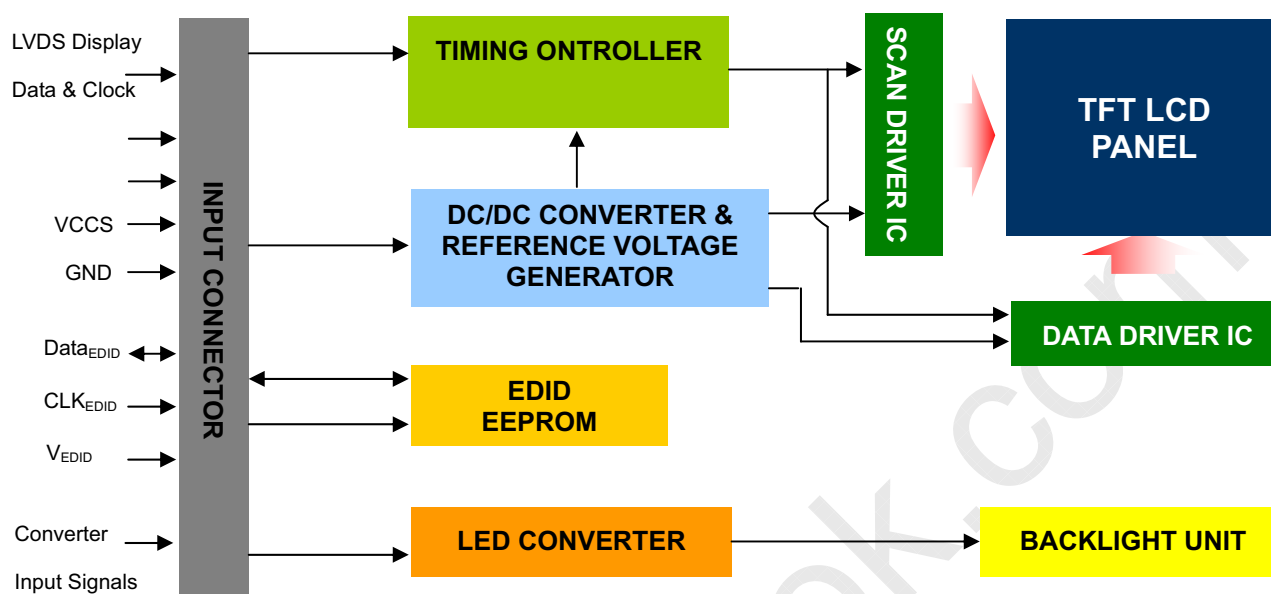 LVDS Display
Data & Clock
VCCS
GND
DataEDID
CLKEDID
VEDID
Converter
Input Signals
INPUT CONNECTOR
TIMING ONTROLLER
DC/DC CONVERTER &
REFERENCE VOLTAGE
GENERATOR
EDID
EEPROM
LED CONVERTER
SCAN DRIVER IC
TFT LCD
PANEL
DATA DRIVER IC
BACKLIGHT UNIT